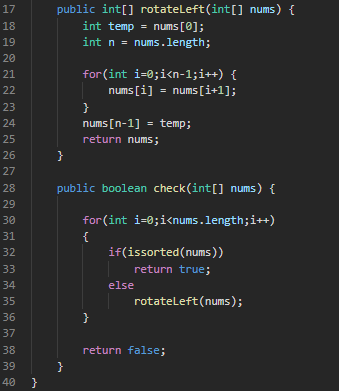 17 public int[] rotateLeft(int[] nums) {
18 int temp = nums[0];
19 int n = nums.length;
20
21 for(int i=0;i<n-1;i++) {
22 nums[i] = nums[i+1];
23 }
24 nums[n-1] = temp;
25 return nums;
26 }
27
28 public boolean check(int[] nums) {
29
30 for(int i=0;i<nums.length;i++)
31 {
32 if(issorted(nums))
33 return true;
34 else
35 rotateLeft(nums);
36 }
37
38 return false;
39 }
40 }